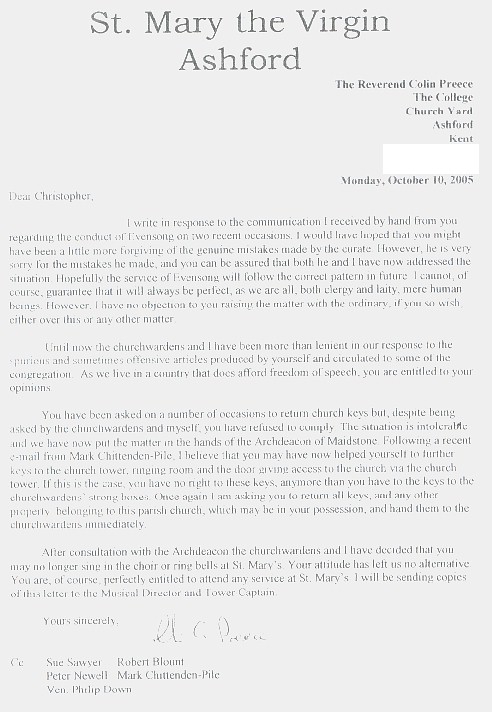 St. Mary the Virgin
Ashford
The Reverend Colin Preece
The College
Church Yard
Ashford
Kent
Monday, October 10, 2005
Dear Christopher,
I write in response to the communication I received by hand from you
regarding the conduct of Evensong on two recent occasions. I would have hoped that you might
have been a little more forgiving of the genuine mistakes made by the curate. However, he is very
sorry for the mistakes he made, and you can be assured that both he and I have now addressed the
situation. Hopefully the service of Evensong will follow the correct pattern in future. I cannot, of
course, guarantee that it will always be perfect, as we are all, both clergy and laity, mere human
beings. However, I have no objection to you raising the matter with the ordinary, if you so wish,
either over this or any other matter.
Until now the churchwardens and I have been more than lenient in our response to the
spurious and sometimes offensive articles produced by yourself and circulated to some of the
congregation. As we live in a country that does afford freedom of speech, you are entitled to your
opinions.
You have been asked on a number of occasions to return church keys but, despite being
asked by the churchwardens and myself, you have refused to comply. The situation is intolerable
and we have now put the matter in the hands of the Archdeacon of Maidstone. Following a recent
e-mail from Mark Chittenden-Pile, I believe that you may have now helped yourself to further
keys to the church tower, ringing room and the door giving access to the church via the church
tower. If this is the case, you have no right to these keys, anymore than you have to the keys to the
churchwardens' strong boxes. Once again I am asking you to return all keys, and any other
property belonging to this parish church, which may be in your possession, and hand them to the
churchwardens immediately.
After consultation with the Archdeacon the churchwardens and I have decided that you
may no longer sing in the choir or ring bells at St. Mary's. Your attitude has left us no alternative
You are, of course, perfectly entitled to attend any service at St. Mary's. I will be sending copies
of this letter to the Musical Director and Tower Captain.
Yours sincerely,
Cc Sue Sawyer Robert Blount
Peter Newell Mark Chittenden-Pile
Ven. Philip Down